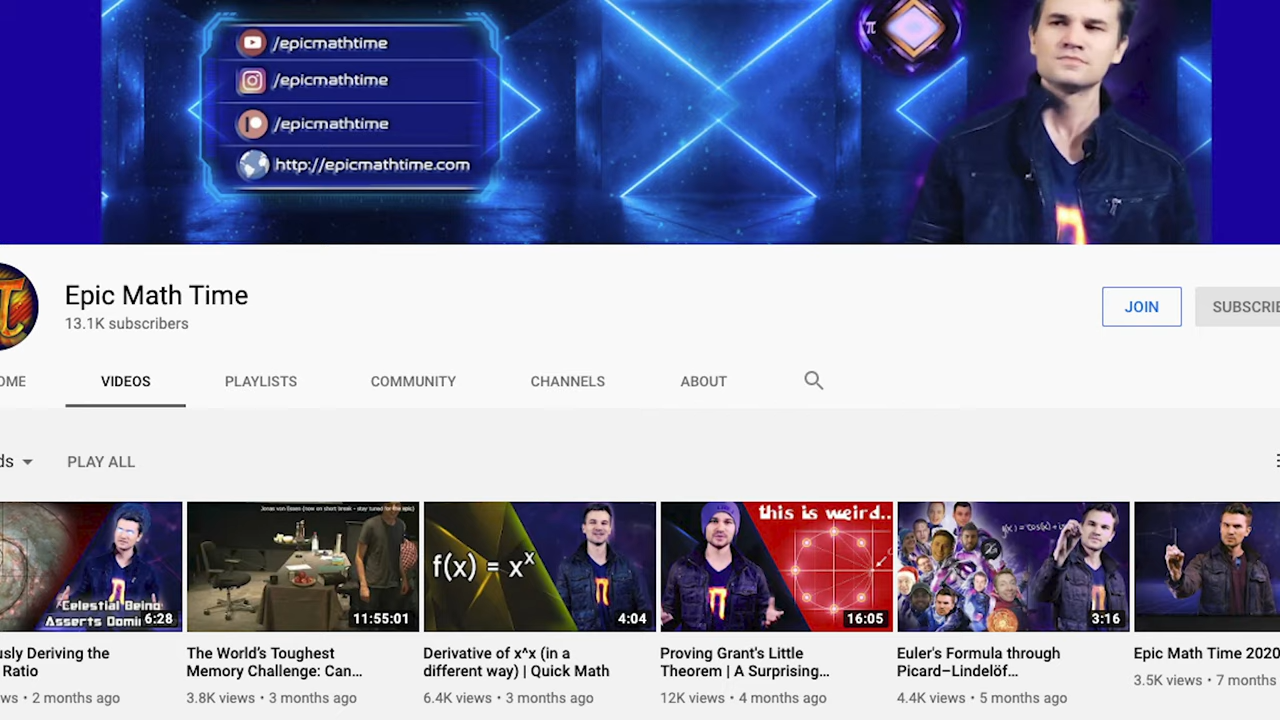 /epicmathtime
/epicmathtime
/epicmathtime
http://epicmathtime.com
Epic Math Time
13.1K subscribers
JOIN
SUBSCRIBE
OME
VIDEOS
PLAYLISTS
COMMUNITY
CHANNELS
ABOUT
ds
PLAY ALL
Celestial Being
Asserts Domi
6:28
11:55:01
f(x) = x^x
4:04
this is weird..
16:05
3:16
usly Deriving the
Ratio
ws • 2 months ago
The World's Toughest
Memory Challenge: Can...
3.8K views • 3 months ago
Derivative of x^x (in a
different way) | Quick Math
6.4K views • 3 months ago
Proving Grant's Little
Theorem | A Surprising...
12K views • 4 months ago
Euler's Formula through
Picard–Lindelöf...
4.4K views • 5 months ago
Epic Math Time 2020
3.5K views • 7 months